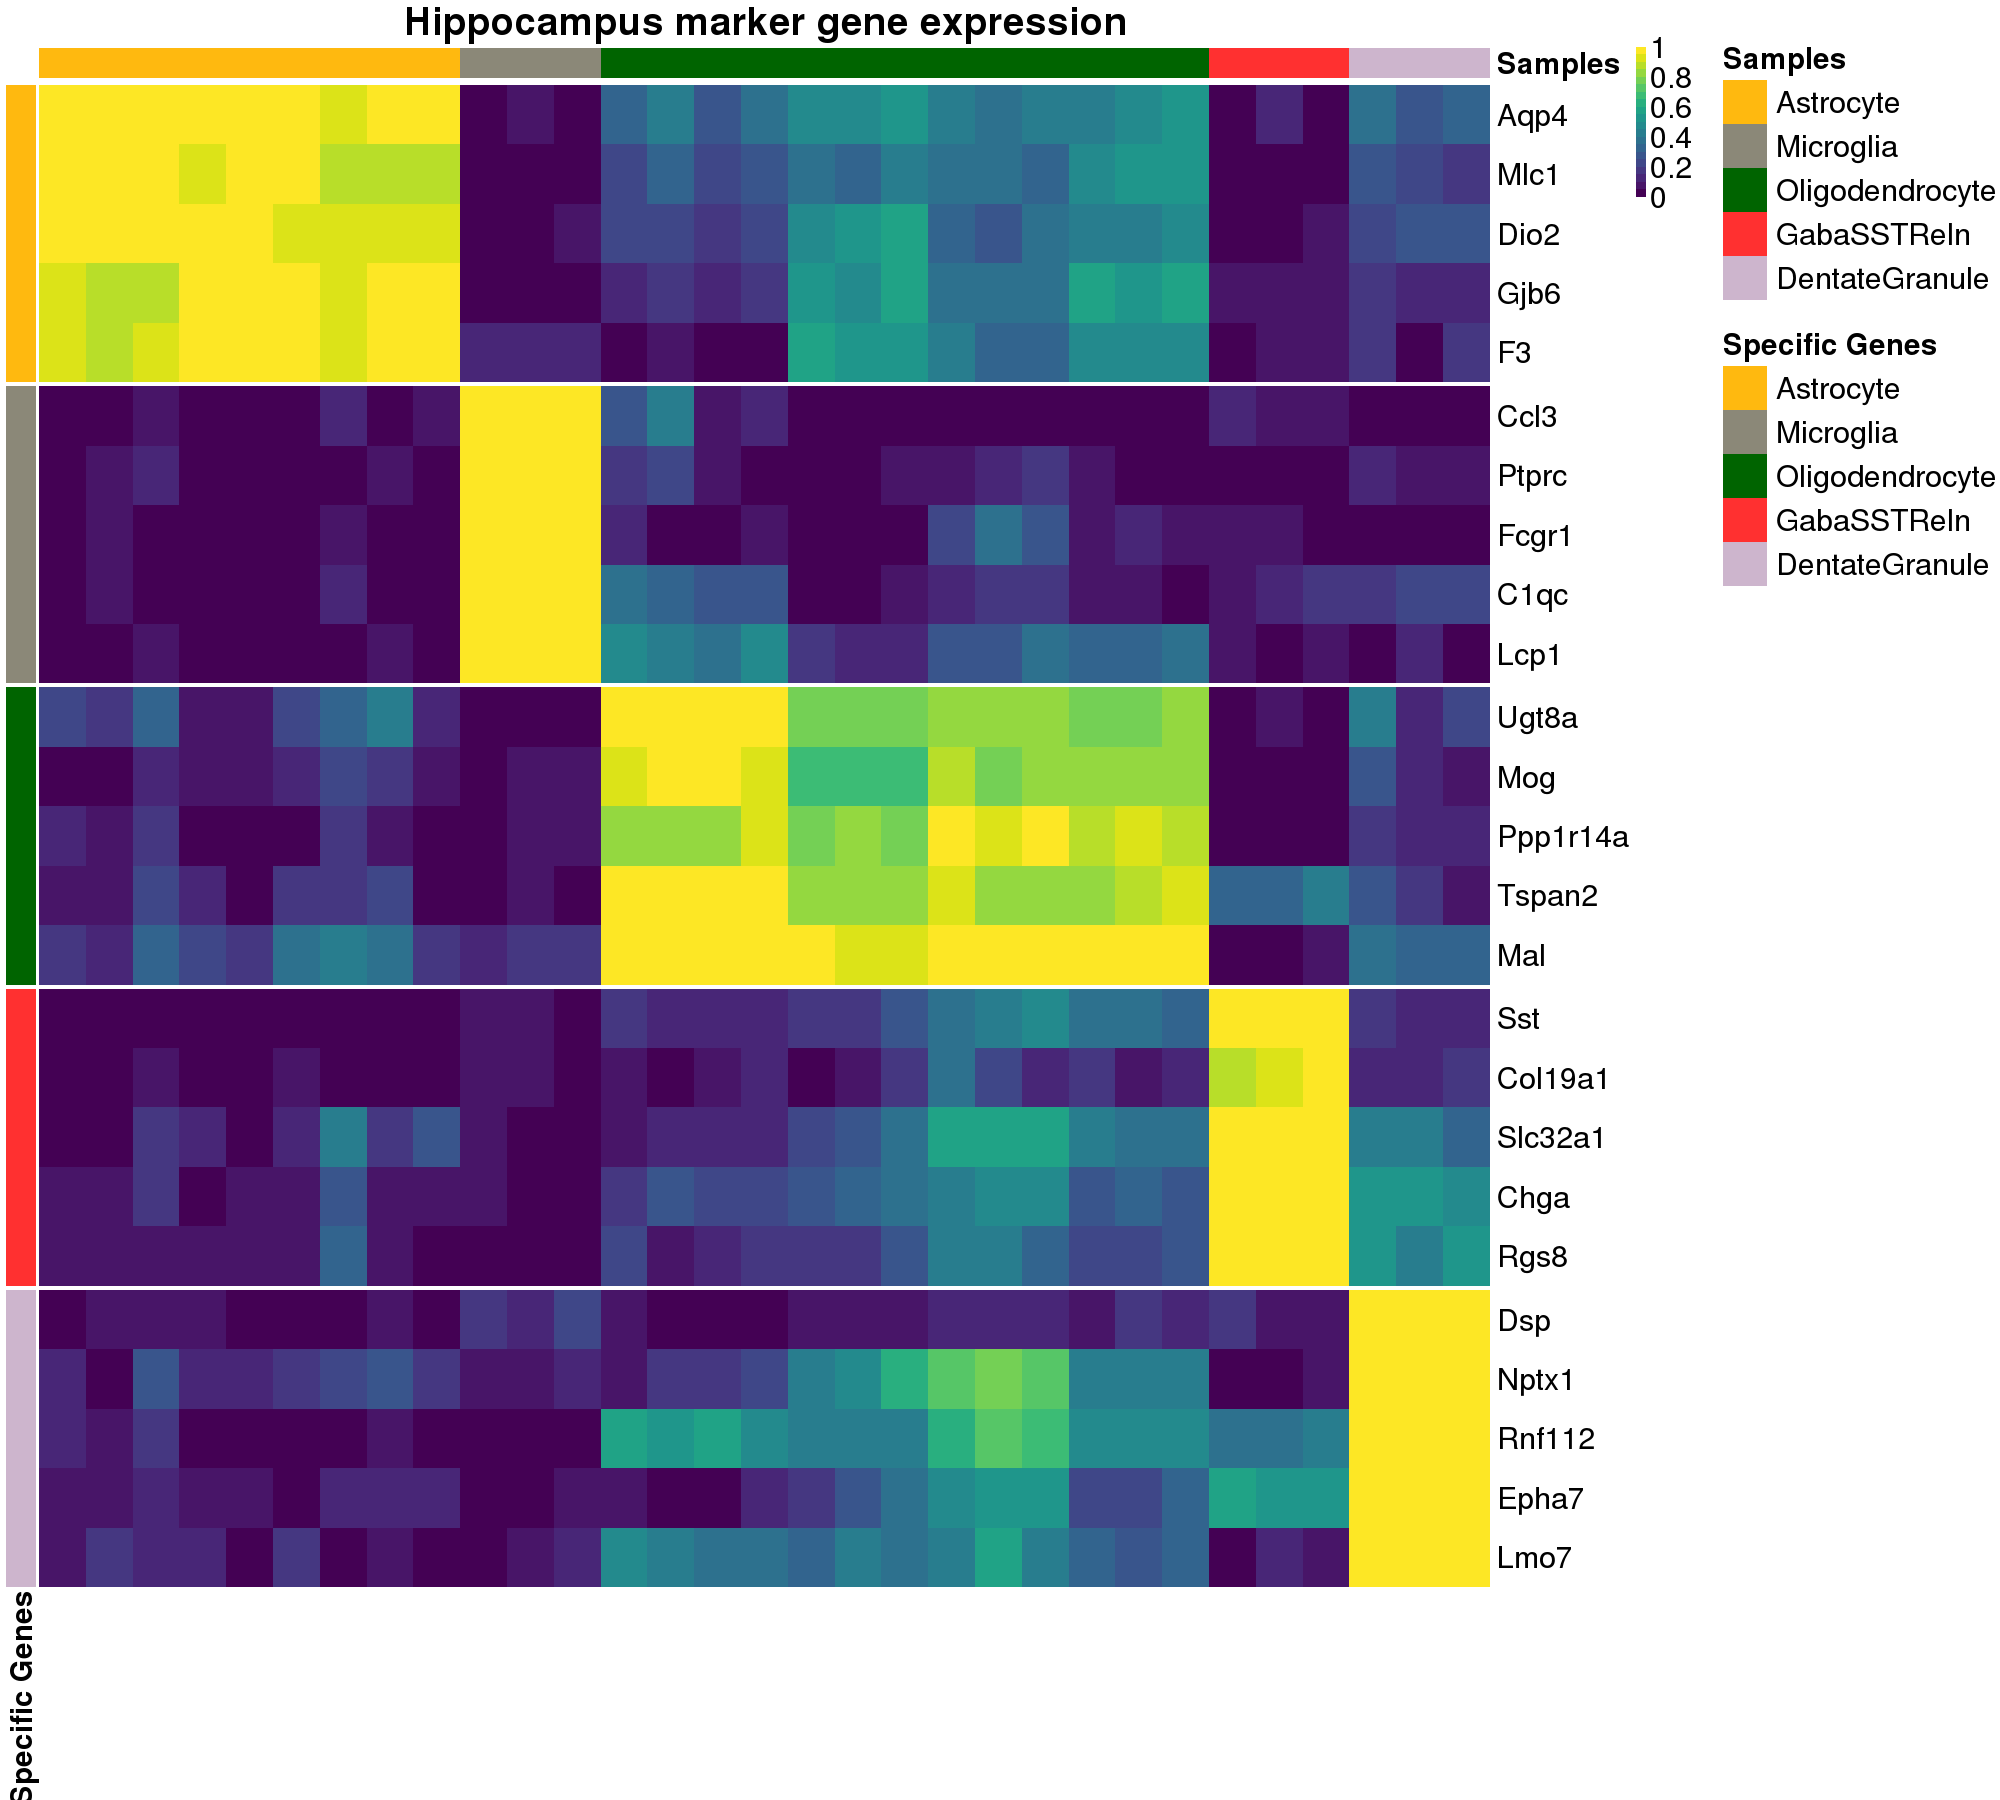 Hippocampus marker gene expression
Samples
1
0.8
0.6
0.4
0.2
0
Aqp4
Mlc1
Dio2
Gjb6
F3
Ccl3
Ptprc
Fcgr1
C1qc
Lcp1
Ugt8a
Mog
Ppp1r14a
Tspan2
Mal
Sst
Col19a1
Slc32a1
Chga
Rgs8
Dsp
Nptx1
Rnf112
Epha7
Lmo7
Specific Genes
Samples
Astrocyte
Microglia
Oligodendrocyte
GabaSSTReln
DentateGranule
Specific Genes
Astrocyte
Microglia
Oligodendrocyte
GabaSSTReln
DentateGranule